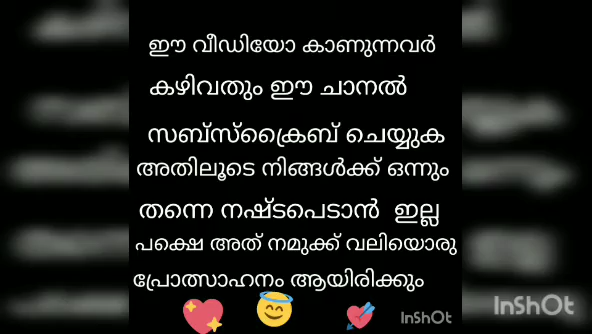 ഈ വീഡിയോ കാണുന്നവർ
കഴിവതും ഈ ചാനൽ
സബ്സ്ക്രൈബ് ചെയ്യുക
അതിലൂടെ നിങ്ങൾക്ക് ഒന്നും
തന്നെ നഷ്ടപെടാൻ ഇല്ല
പക്ഷെ അത് നമുക്ക് വലിയൊരു
പ്രോത്സാഹനം ആയിരിക്കും
InShOt
InShOt